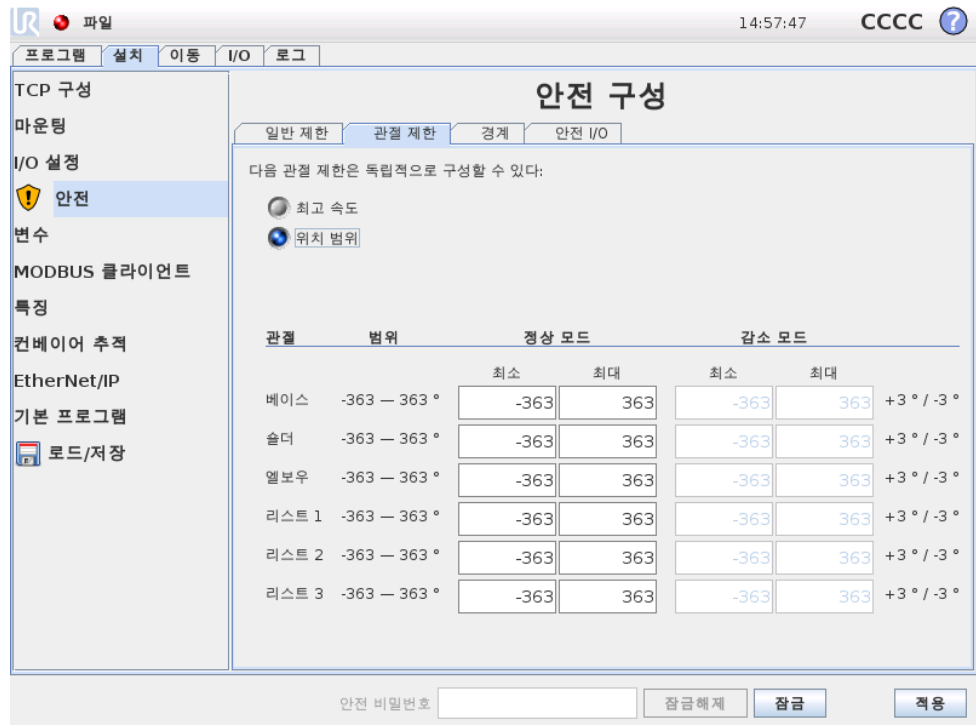 UR 파일 14:57:47 CCCC ?
프로그램 설치 이동 I/O 로그
TCP 구성
마운팅
I/O 설정
안전
변수
MODBUS 클라이언트
특징
컨베이어 추적
EtherNet/IP
기본 프로그램
로드/저장
안전 구성
일반 제한 관절 제한 경계 안전 I/O
다음 관절 제한은 독립적으로 구성할 수 있다:
최고 속도
위치 범위
관절 범위 정상 모드 감소 모드
최소 최대 최소 최대
베이스 -363 — 363 ° -363 363 -363 363 +3 ° / -3 °
숄더 -363 — 363 ° -363 363 -363 363 +3 ° / -3 °
엘보우 -363 — 363 ° -363 363 -363 363 +3 ° / -3 °
리스트 1 -363 — 363 ° -363 363 -363 363 +3 ° / -3 °
리스트 2 -363 — 363 ° -363 363 -363 363 +3 ° / -3 °
리스트 3 -363 — 363 ° -363 363 -363 363 +3 ° / -3 °
안전 비밀번호 잠금해제 잠금 적용